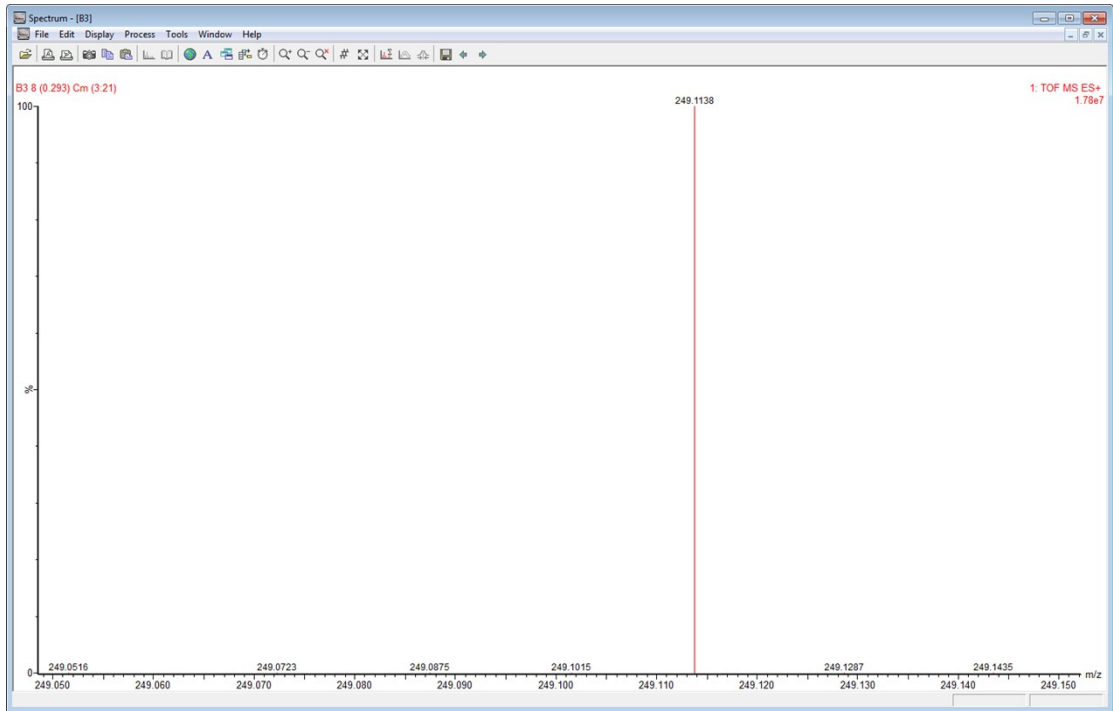 Spectrum - [B3]
File Edit Display Process Tools Window Help
B3 8 (0.293) Cm (3:21)
1: TOF MS ES+
1.78e7
100
249.1138
%
0
249.0516 249.0723 249.0875 249.1015 249.1287 249.1435
m/z
249.050 249.060 249.070 249.080 249.090 249.100 249.110 249.120 249.130 249.140 249.150